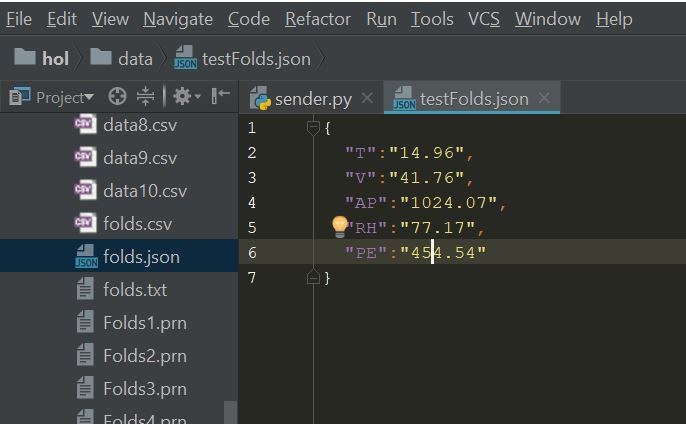 File Edit View Navigate Code Refactor Run Tools VCS Window Help
hol data testFolds.json
Project sender.py testFolds.json
data8.csv
data9.csv
data10.csv
folds.csv
folds.json
folds.txt
Folds1.prn
Folds2.prn
Folds3.prn
Folds4.prn
1 {
2 "T":"14.96",
3 "V":"41.76",
4 "AP":"1024.07",
5 "RH":"77.17",
6 "PE":"454.54"
7 }